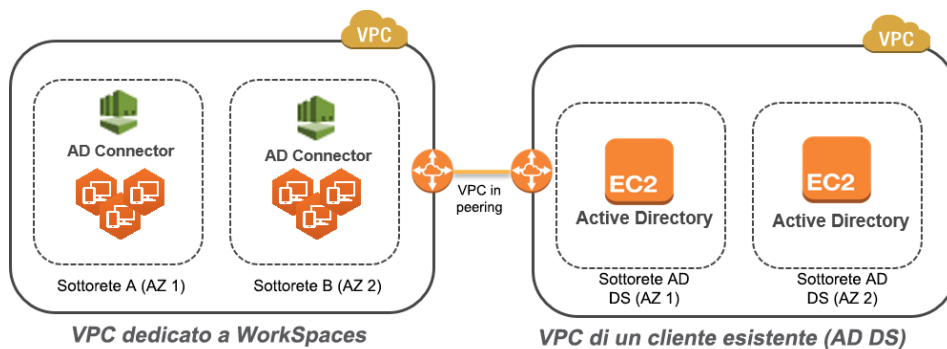 VPC
VPC
AD Connector
AD Connector
EC2
EC2
Active Directory
Active Directory
VPC in
peering
Sottorete A (AZ 1)
Sottorete B (AZ 2)
Sottorete AD
DS (AZ 1)
Sottorete AD
DS (AZ 2)
VPC dedicato a WorkSpaces
VPC di un cliente esistente (AD DS)